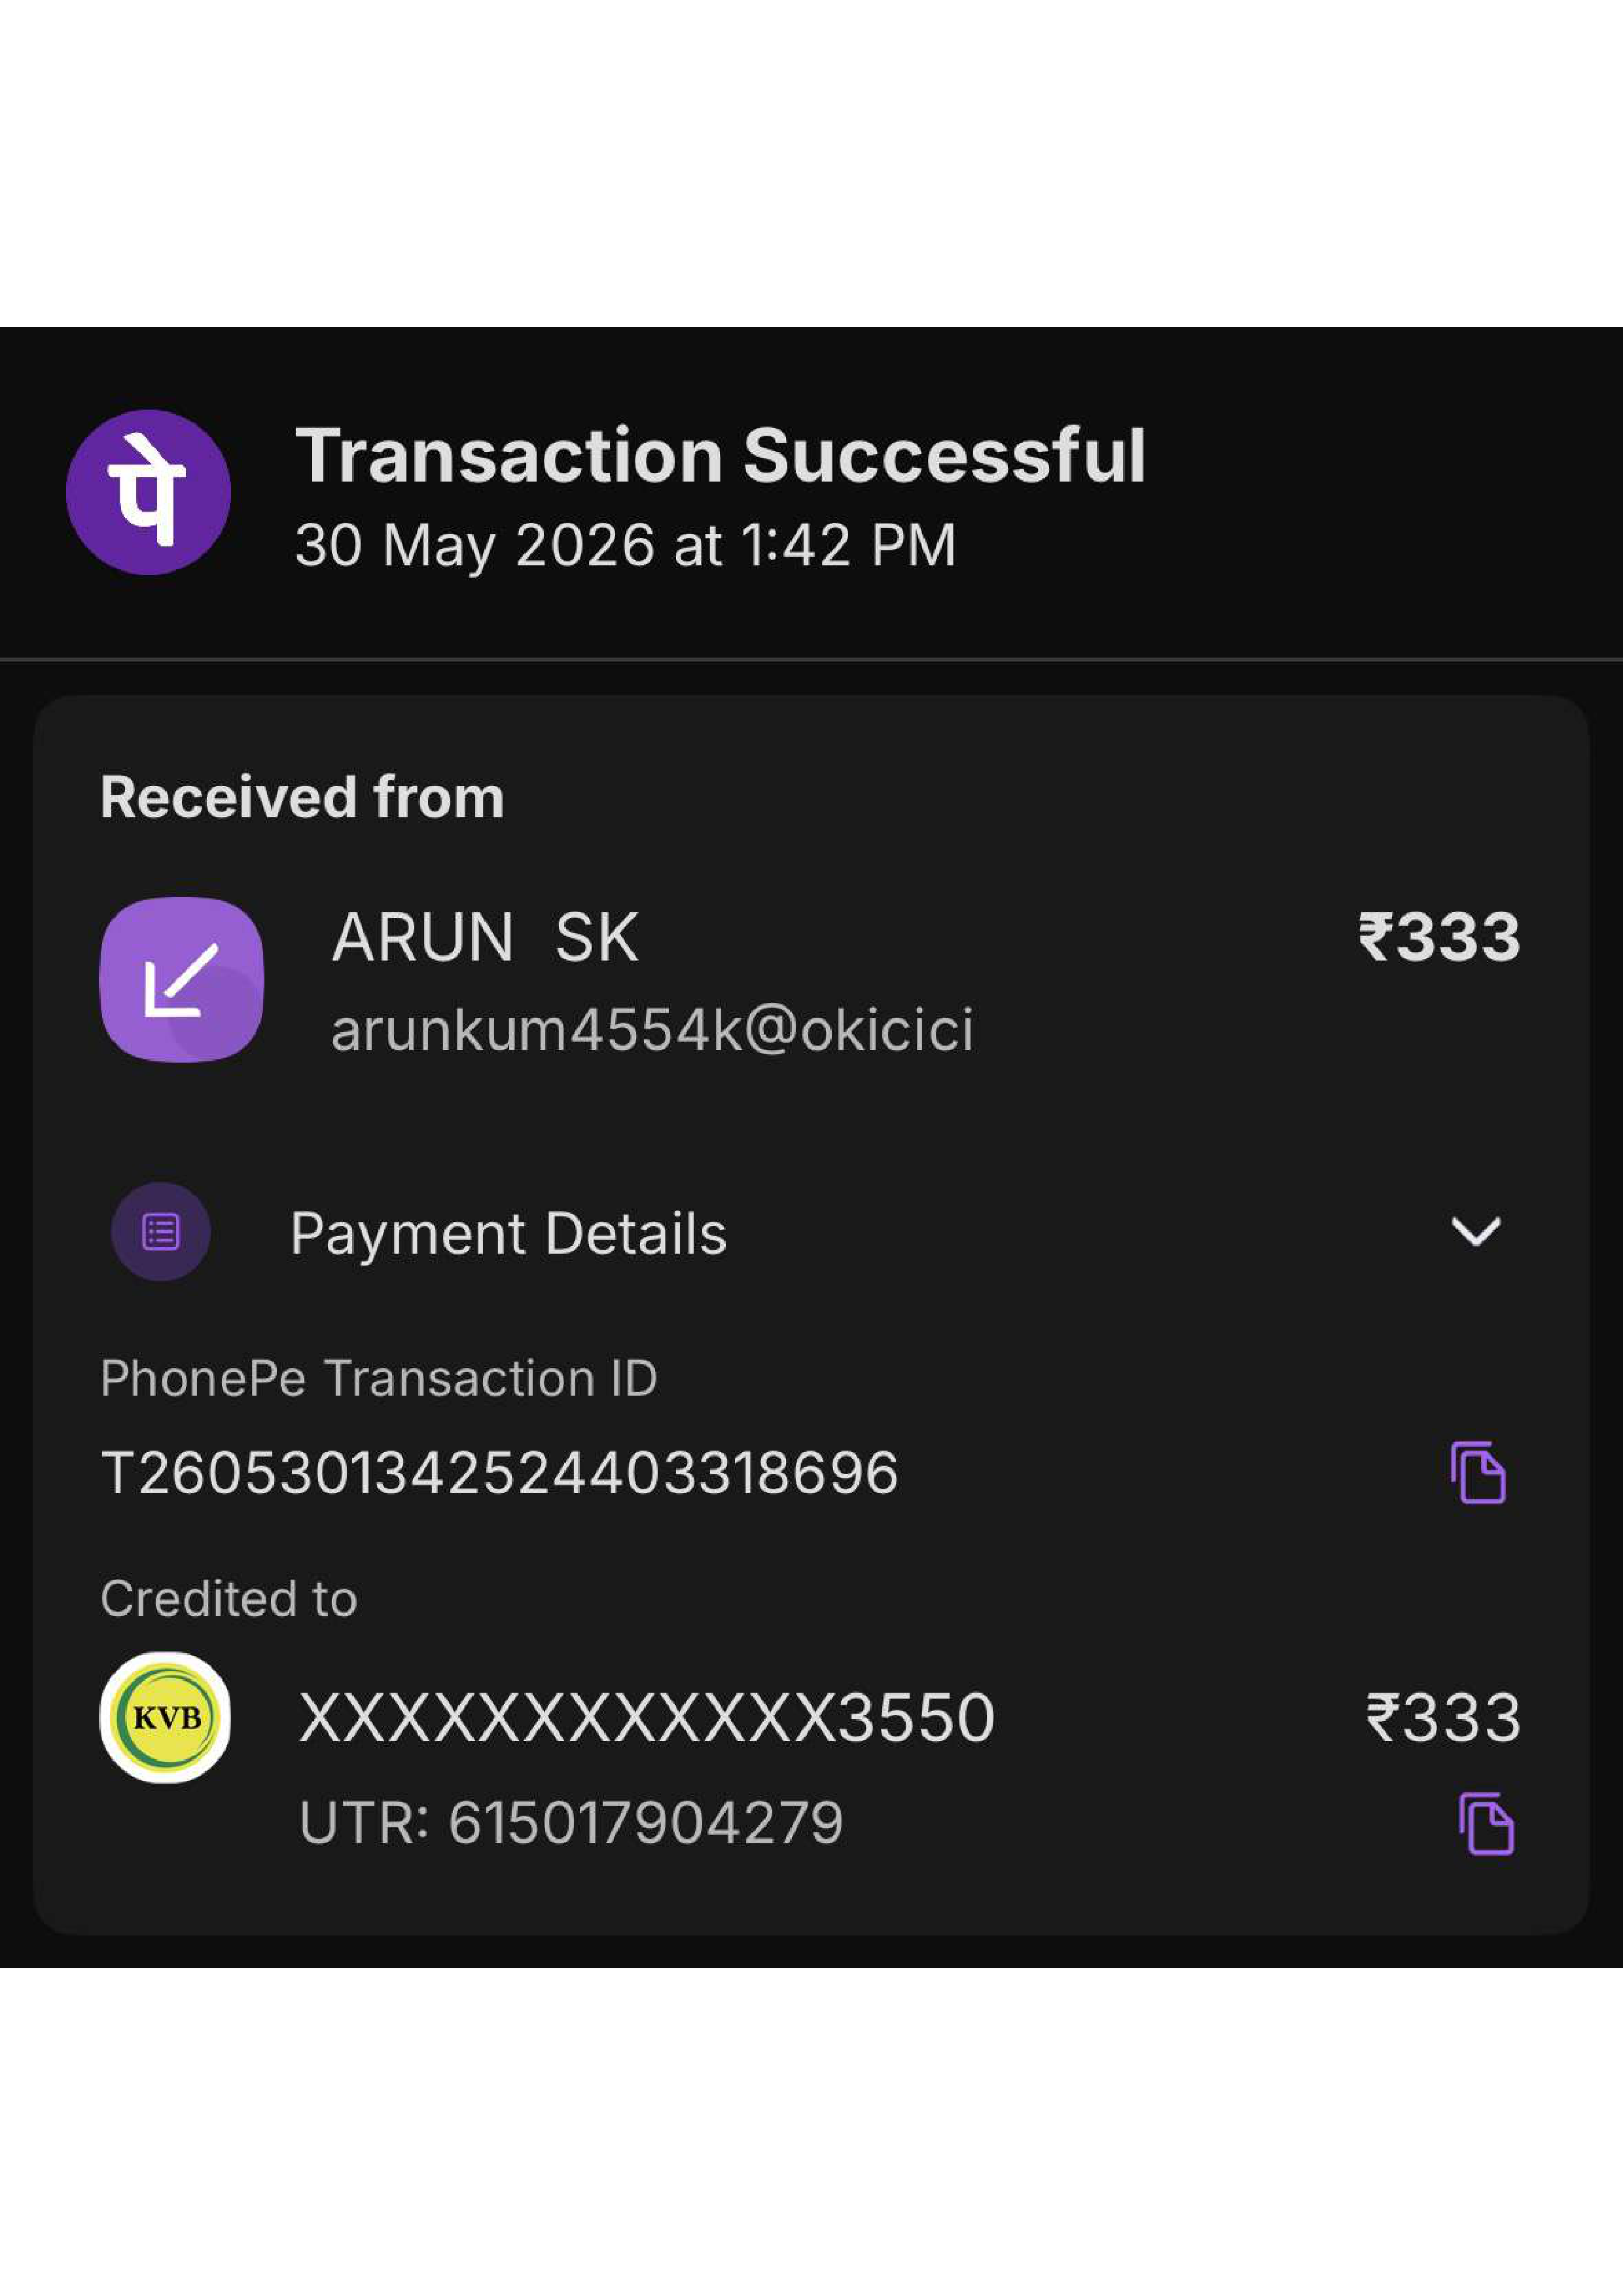 पे
Transaction Successful
30 May 2026 at 1:42 PM
Received from
ARUN SK
₹333
arunkum4554k@okicici
Payment Details
PhonePe Transaction ID
T2605301342524403318696
Credited to
KVB
XXXXXXXXXXXX3550
₹333
UTR: 615017904279